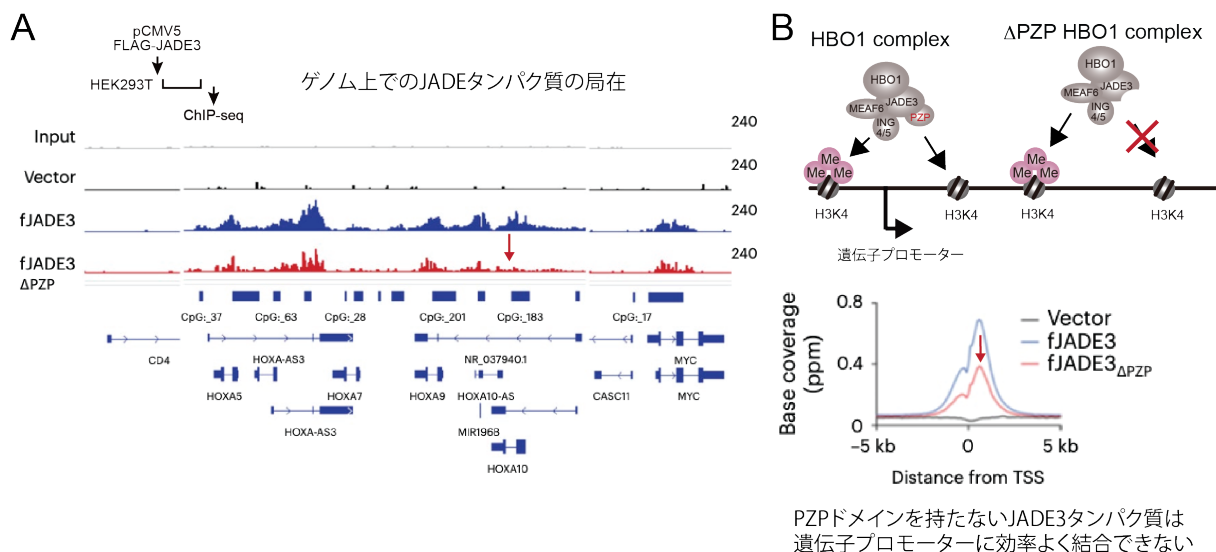 A
pCMV5
FLAG-JADE3
HEK293T
ChIP-seq
ゲノム上でのJADEタンパク質の局在
Input
240
Vector
240
fJADE3
240
fJADE3
ΔPZP
240
CpG:_37
CpG:_63
CpG:_28
CpG:_201
CpG:_183
CpG:_17
CD4
HOXA-AS3
NR_037940.1
MYC
HOXA5
HOXA7
HOXA9
HOXA10-AS
CASC11
MYC
HOXA-AS3
MIR196B
HOXA10
B
HBO1 complex
ΔPZP HBO1 complex
HBO1
MEAF6
JADE3
ING
4/5
PZP
HBO1
MEAF6
JADE3
ING
4/5
Me
Me Me
Me
Me Me
H3K4
H3K4
H3K4
H3K4
遺伝子プロモーター
Base coverage
(ppm)
0.8
0.4
0
Vector
fJADE3
fJADE3ΔPZP
−5 kb
0
5 kb
Distance from TSS
PZPドメインを持たないJADE3タンパク質は
遺伝子プロモーターに効率よく結合できない